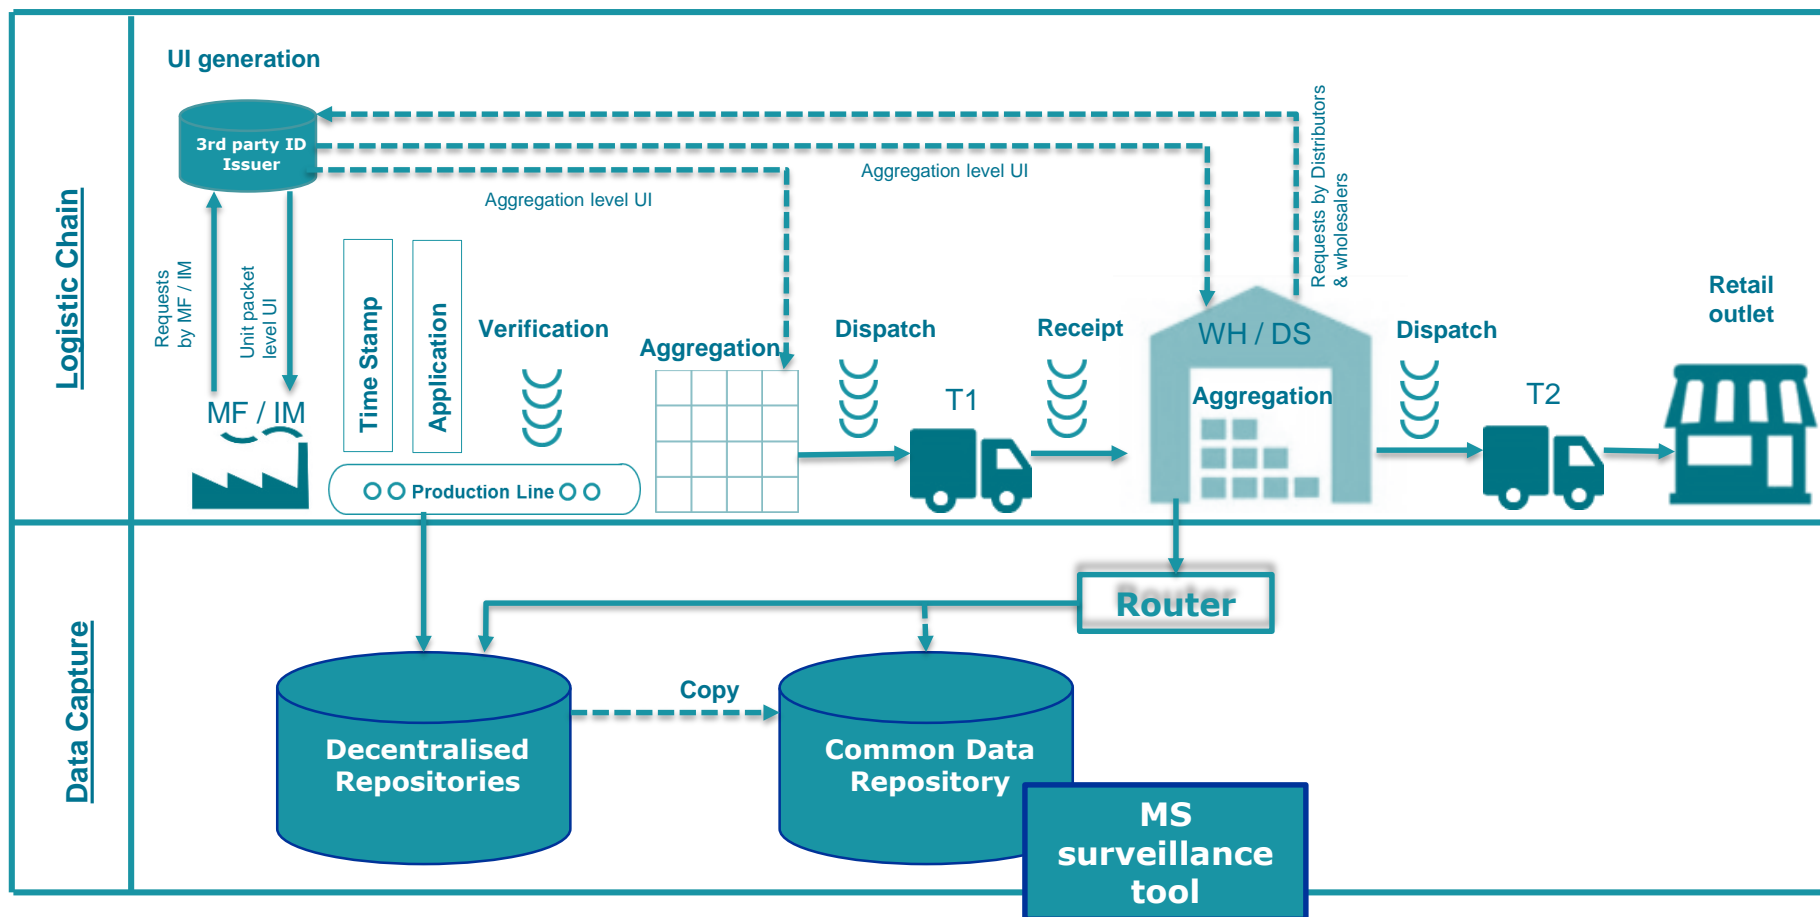 Logistic Chain
UI generation
3rd party ID
Issuer
Aggregation level UI
Aggregation level UI
Requests by Distributors
& wholesalers
Requests
by MF / IM
Unit packet
level UI
MF / IM
Time Stamp
Application
Verification
Production Line
Aggregation
Dispatch
T1
Receipt
WH / DS
Aggregation
Dispatch
T2
Retail
outlet
Data Capture
Router
Decentralised
Repositories
Copy
Common Data
Repository
MS
surveillance
tool